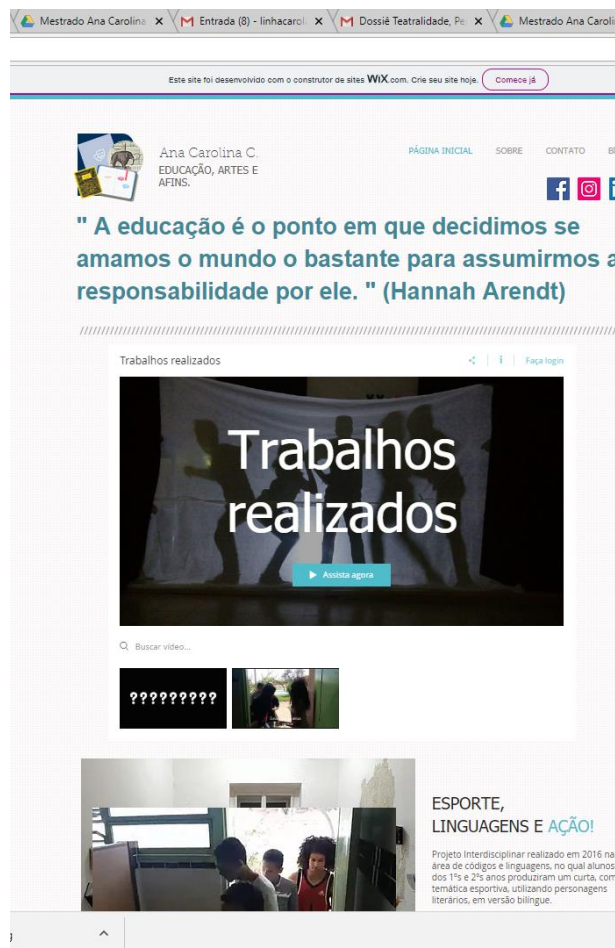 Mestrado Ana Carolina
Entrada (8) - linhacarol
Dossiê Teatralidade, Pe
Mestrado Ana Caroli
Este site foi desenvolvido com o construtor de sites WiX.com. Crie seu site hoje.
Comece já
Ana Carolina C.
EDUCAÇÃO, ARTES E
AFINS.
PÁGINA INICIAL SOBRE CONTATO
" A educação é o ponto em que decidimos se
amamos o mundo o bastante para assumirmos a
responsabilidade por ele. " (Hannah Arendt)
////////////////////////////////////////////////////////////////////////////////////////////////////////////////////////
Trabalhos realizados
Faça login
Trabalhos
realizados
Assista agora
Buscar vídeo...
?????????
ESPORTE,
LINGUAGENS E AÇÃO!
Projeto Interdisciplinar realizado em 2016 na
área de códigos e linguagens, no qual alunos
dos 1ºs e 2ºs anos produziram um curta, com
temática esportiva, utilizando personagens
literários, em versão bilíngue.